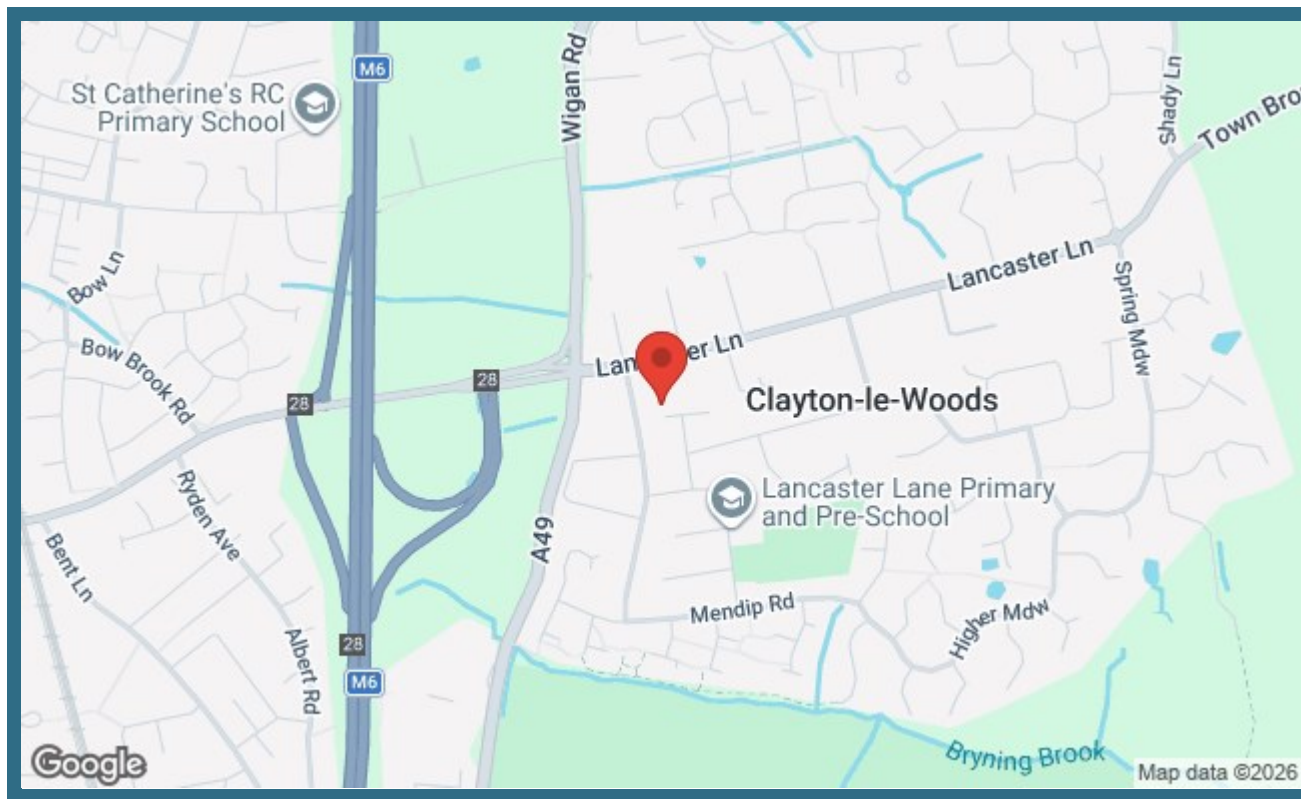 M6
St Catherine's RC
Primary School
Wigan Rd
Shady Ln
Town Bro
Bow Ln
Lancaster Ln
Spring Mdw
Bow Brook Rd
28
28
Lan er Ln
Clayton-le-Woods
Ryden Ave
Lancaster Lane Primary
and Pre-School
A49
Bent Ln
Mendip Rd
Higher Mdw
Albert Rd
28
M6
Bryning Brook
Google
Map data ©2026